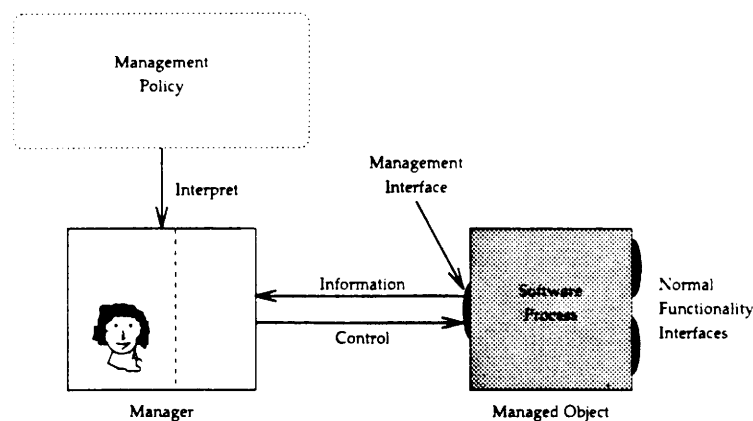 Management
Policy
Interpret
Management
Interface
Information
Control
Software
Process
Normal
Functionality
Interfaces
Manager
Managed Object